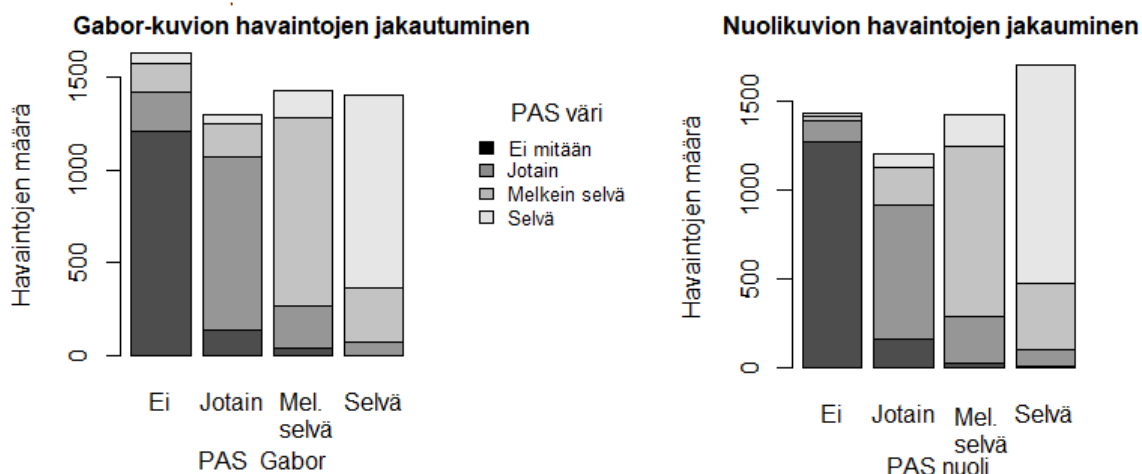 Gabor-kuvion havaintojen jakautuminen
Havaintojen määrä
1500
1000
500
0
Ei
Jotain
Mel.
selvä
Selvä
PAS Gabor
PAS väri
Ei mitään
Jotain
Melkein selvä
Selvä
Nuolikuvion havaintojen jakauminen
Havaintojen määrä
1500
1000
500
0
Ei
Jotain
Mel.
selvä
Selvä
PAS nuoli